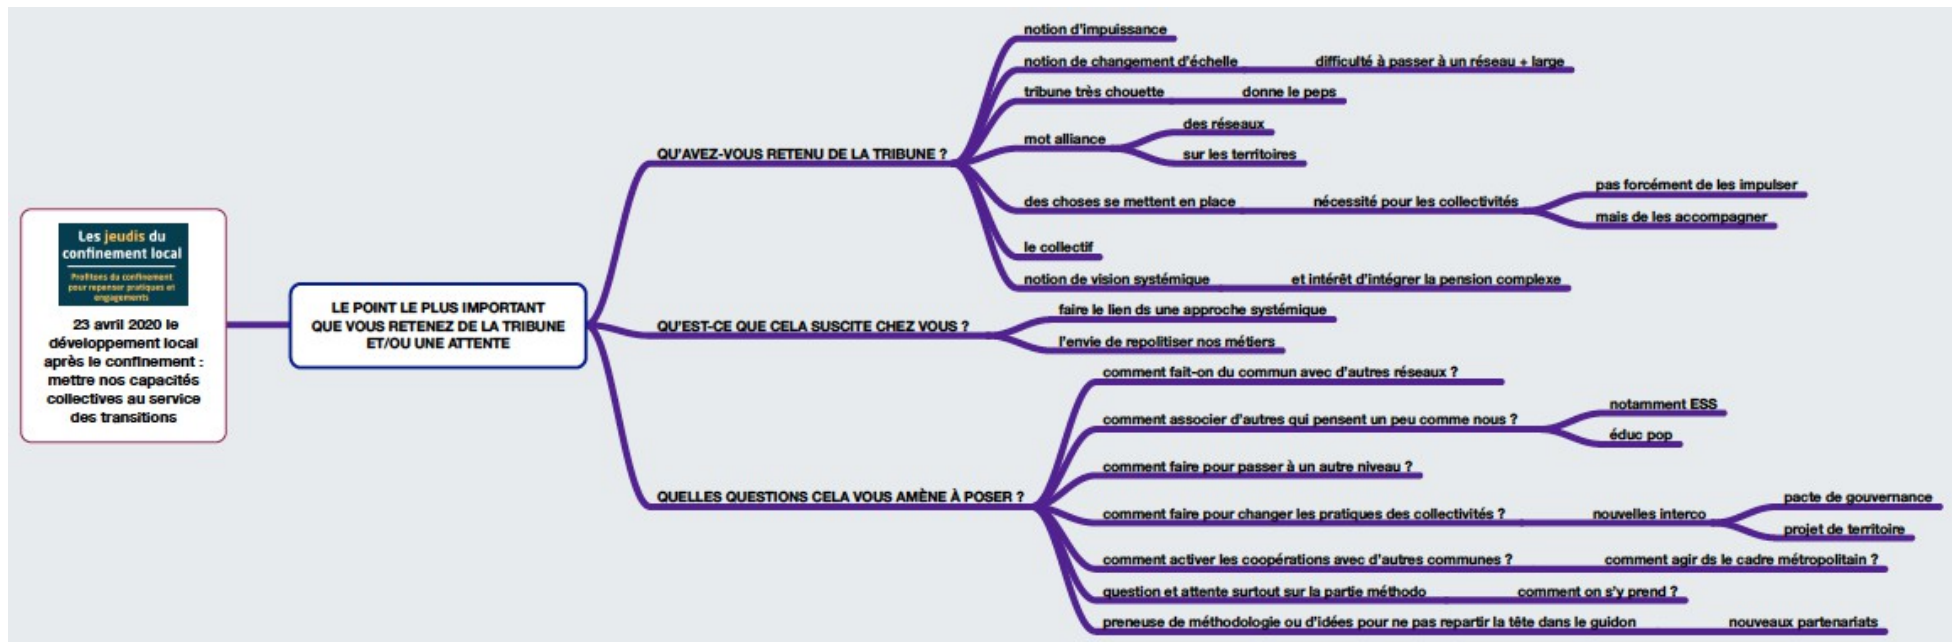 Les jeudis du
confinement local
Profitons du confinement
pour repenser pratiques et
engagements
23 avril 2020 le
développement local
après le confinement :
mettre nos capacités
collectives au service
des transitions
LE POINT LE PLUS IMPORTANT
QUE VOUS RETENEZ DE LA TRIBUNE
ET/OU UNE ATTENTE
QU'AVEZ-VOUS RETENU DE LA TRIBUNE ?
notion d'impuissance
notion de changement d'échelle
difficulté à passer à un réseau + large
tribune très chouette
donne le peps
mot alliance
des réseaux
sur les territoires
des choses se mettent en place
nécessité pour les collectivités
pas forcément de les impulser
mais de les accompagner
le collectif
notion de vision systémique
et intérêt d'intégrer la pension complexe
QU'EST-CE QUE CELA SUSCITE CHEZ VOUS ?
faire le lien ds une approche systémique
l'envie de repolitiser nos métiers
QUELLES QUESTIONS CELA VOUS AMÈNE À POSER ?
comment fait-on du commun avec d'autres réseaux ?
comment associer d'autres qui pensent un peu comme nous ?
notamment ESS
éduc pop
comment faire pour passer à un autre niveau ?
comment faire pour changer les pratiques des collectivités ?
nouvelles interco
pacte de gouvernance
projet de territoire
comment activer les coopérations avec d'autres communes ?
comment agir ds le cadre métropolitain ?
question et attente surtout sur la partie méthodo
comment on s'y prend ?
preneuse de méthodologie ou d'idées pour ne pas repartir la tête dans le guidon
nouveaux partenariats